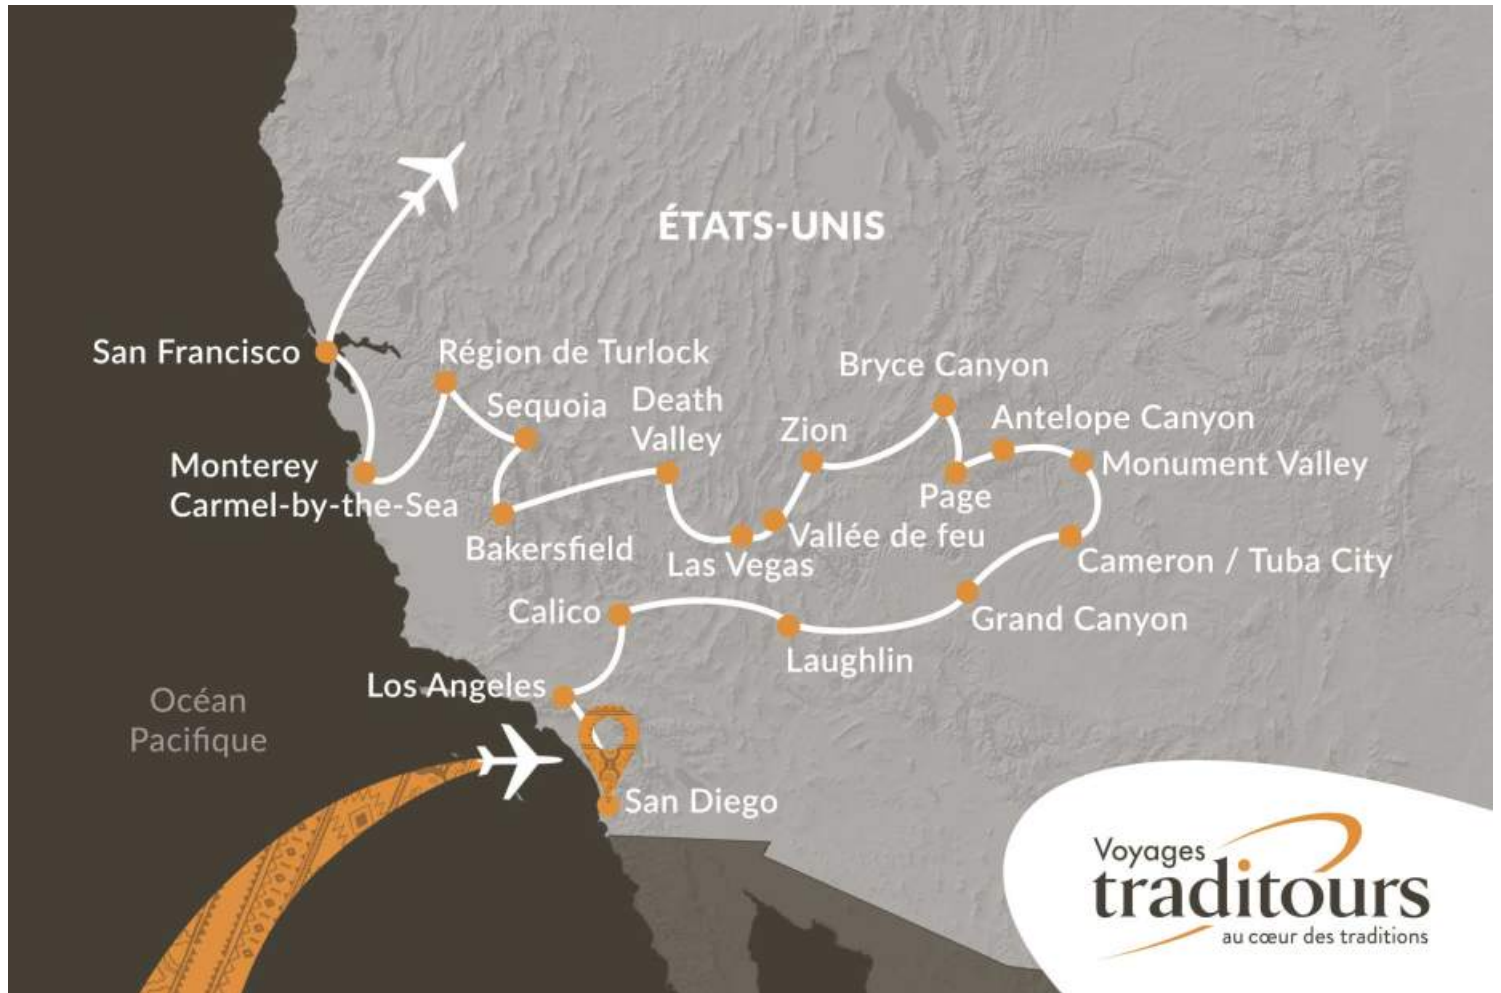 ÉTATS-UNIS
San Francisco
Région de Turlock
Bryce Canyon
Sequoia
Death
Valley
Zion
Antelope Canyon
Monterey
Carmel-by-the-Sea
Monument Valley
Page
Bakersfield
Las Vegas
Vallée de feu
Cameron / Tuba City
Calico
Grand Canyon
Laughlin
Los Angeles
Océan
Pacifique
San Diego
Voyages
traditours
au cœur des traditions